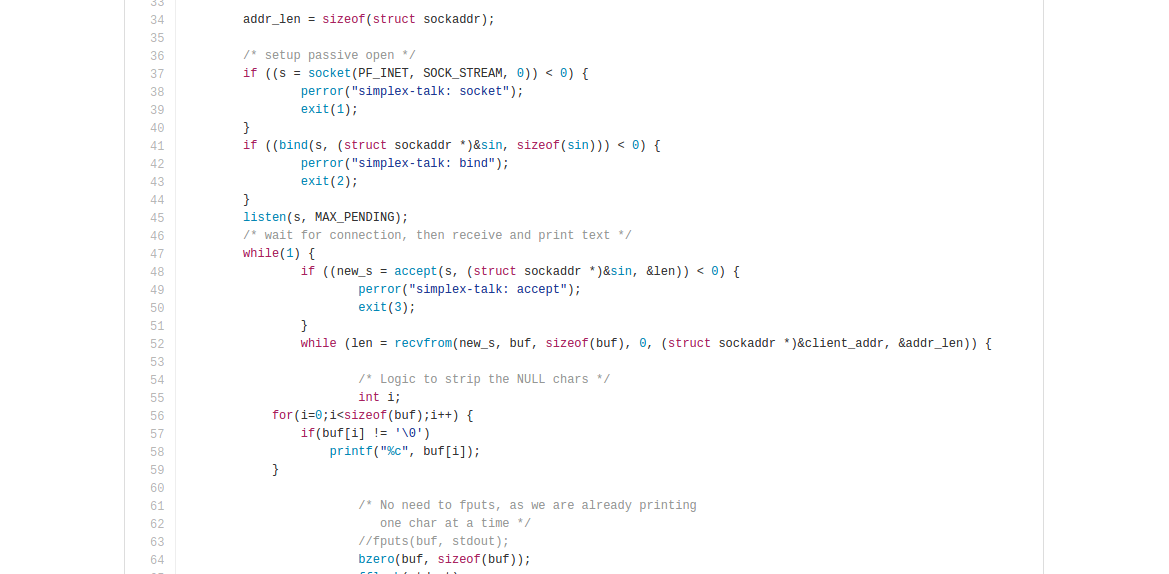 33
34 addr_len = sizeof(struct sockaddr);
35
36 /* setup passive open */
37 if ((s = socket(PF_INET, SOCK_STREAM, 0)) < 0) {
38 perror("simplex-talk: socket");
39 exit(1);
40 }
41 if ((bind(s, (struct sockaddr *)&sin, sizeof(sin))) < 0) {
42 perror("simplex-talk: bind");
43 exit(2);
44 }
45 listen(s, MAX_PENDING);
46 /* wait for connection, then receive and print text */
47 while(1) {
48 if ((new_s = accept(s, (struct sockaddr *)&sin, &len)) < 0) {
49 perror("simplex-talk: accept");
50 exit(3);
51 }
52 while (len = recvfrom(new_s, buf, sizeof(buf), 0, (struct sockaddr *)&client_addr, &addr_len)) {
53
54 /* Logic to strip the NULL chars */
55 int i;
56 for(i=0;i<sizeof(buf);i++) {
57 if(buf[i] != '\0')
58 printf("%c", buf[i]);
59 }
60
61 /* No need to fputs, as we are already printing
62 one char at a time */
63 //fputs(buf, stdout);
64 bzero(buf, sizeof(buf));